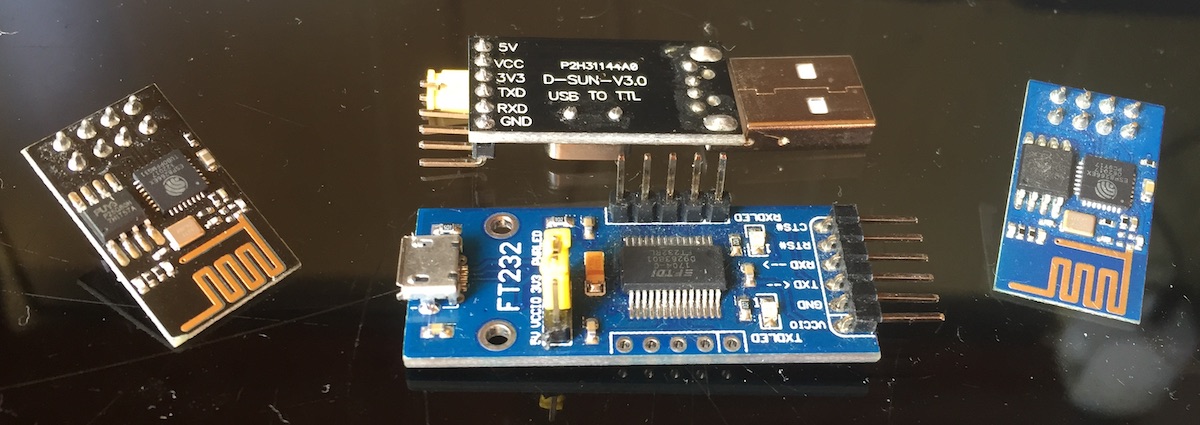 5V
VCC
3V3
TXD
RXD
GND
P2H31144A0
D-SUN-V3.0
USB TO TTL
FT232
5V VCCIO 3V3
PWRLED
FTDI
RXDLED
CTS#
RTS#
RXD -->
TXD <--
GND
VCCIO
TXDLED